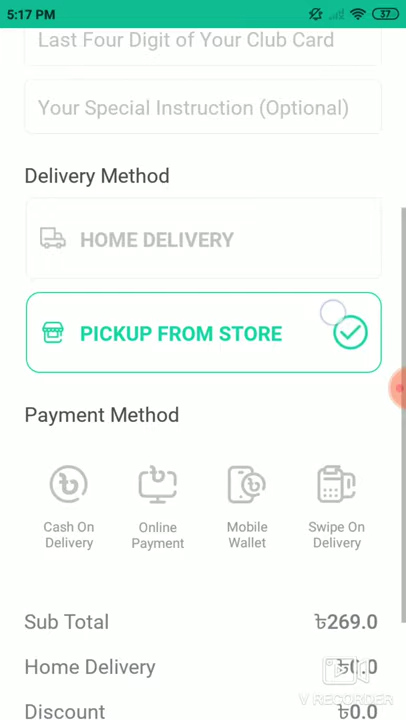 5:17 PM
37
Last Four Digit of Your Club Card
Your Special Instruction (Optional)
Delivery Method
HOME DELIVERY
PICKUP FROM STORE
Payment Method
Cash On Delivery
Online Payment
Mobile Wallet
Swipe On Delivery
Sub Total ৳269.0
Home Delivery ৳0.0
Discount ৳0.0
V RECORDER